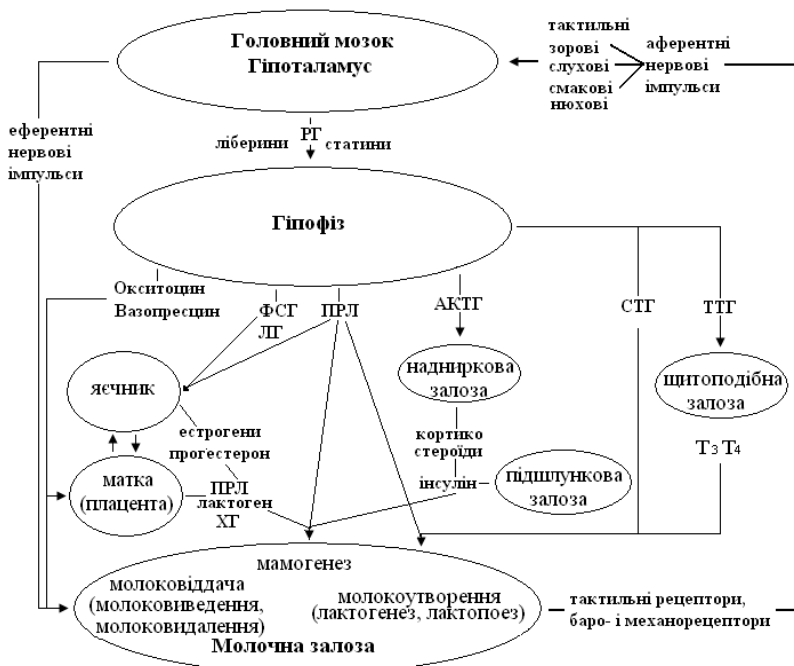 Головний мозок
Гіпоталамус
тактильні
зорові
слухові
смакові
нюхові
аферентні
нервові
імпульси
еферентні
нервові
імпульси
ліберини
РГ
статини
Гіпофіз
Окситоцин
Вазопресцин
ФСГ
ЛГ
ПРЛ
АКТГ
СТГ
ТТГ
яєчник
надниркова
залоза
щитоподібна
залоза
естрогени
прогестерон
кортико
стероїди
Т3 Т4
матка
(плацента)
ПРЛ
лактоген
ХГ
інсулін
підшлункова
залоза
мамогенез
молоковіддача
(молоковиведення,
молоковидалення)
молокоутворення
(лактогенез, лактопоез)
Молочна залоза
тактильні рецептори,
баро- і механорецептори